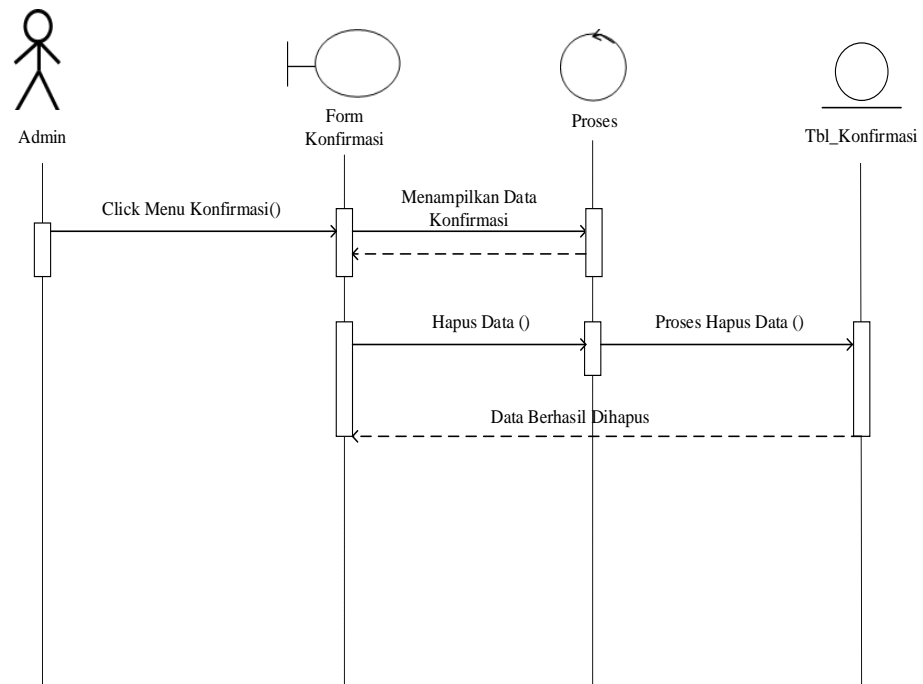 Admin
Form
Konfirmasi
Proses
Tbl_Konfirmasi
Click Menu Konfirmasi()
Menampilkan Data
Konfirmasi
Hapus Data ()
Proses Hapus Data ()
Data Berhasil Dihapus